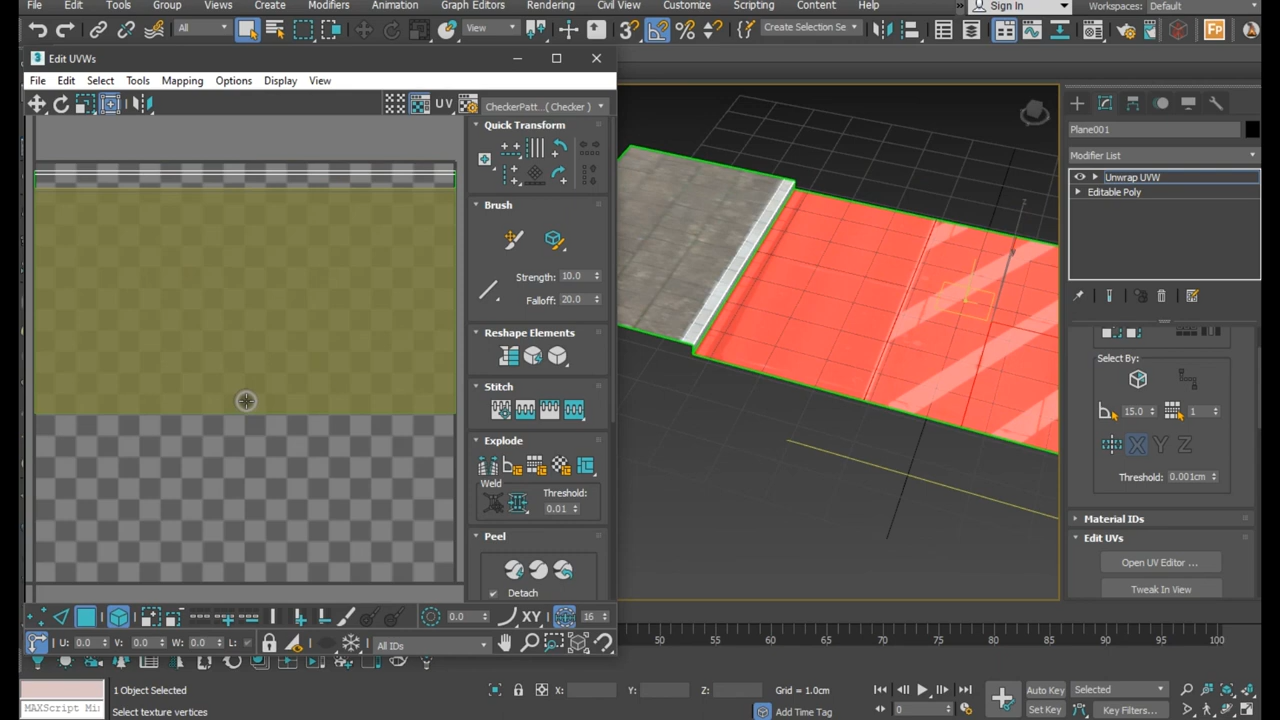 Edit
Tools
Group
Views
Create
Modifiers
Animation
Graph Editors
Rendering
Civil View
Customize
Scripting
Content
Help
»
Sign In
Workspaces: Default
All
View
Create Selection Se
3 Edit UVWs
File
Edit
Select
Tools
Mapping
Options
Display
View
UV
CheckerPatt... ( Checker )
Quick Transform
Brush
Strength: 10.0
Falloff: 20.0
Reshape Elements
Stitch
Explode
Weld
Threshold:
0.01
Peel
Detach
0.0
XY
16
U: 0.0
V: 0.0
W: 0.0
L:
All IDs
Plane001
Modifier List
Unwrap UVW
Editable Poly
Select By:
15.0
1
X Y Z
Threshold: 0.001cm
Material IDs
Edit UVs
Open UV Editor ...
Tweak In View
50 55 60 65 70 75 80 85 90 95 100
1 Object Selected
MAXScript Mi
Select texture vertices
X:
Y:
Z:
Grid = 1.0cm
Add Time Tag
0
Auto Key
Selected
Set Key
Key Filters...